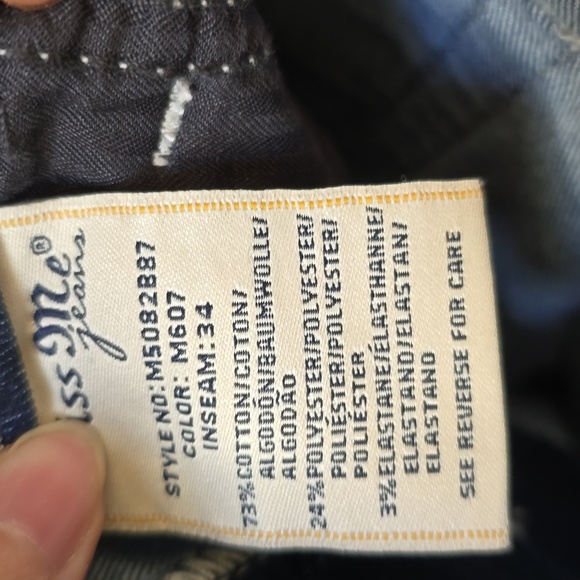 ss Me®
jeans
STYLE NO: M5082B87
COLOR: M607
INSEAM: 34
73%COTTON/COTON/
ALGODÓN/BAUMWOLLE/
ALGODÃO
24%POLYESTER/POLYESTER/
POLIÉSTER/POLYESTER/
POLIÉSTER
3%ELASTANE/ÉLASTHANNE/
ELASTANO/ELASTAN/
ELASTANO
SEE REVERSE FOR CARE